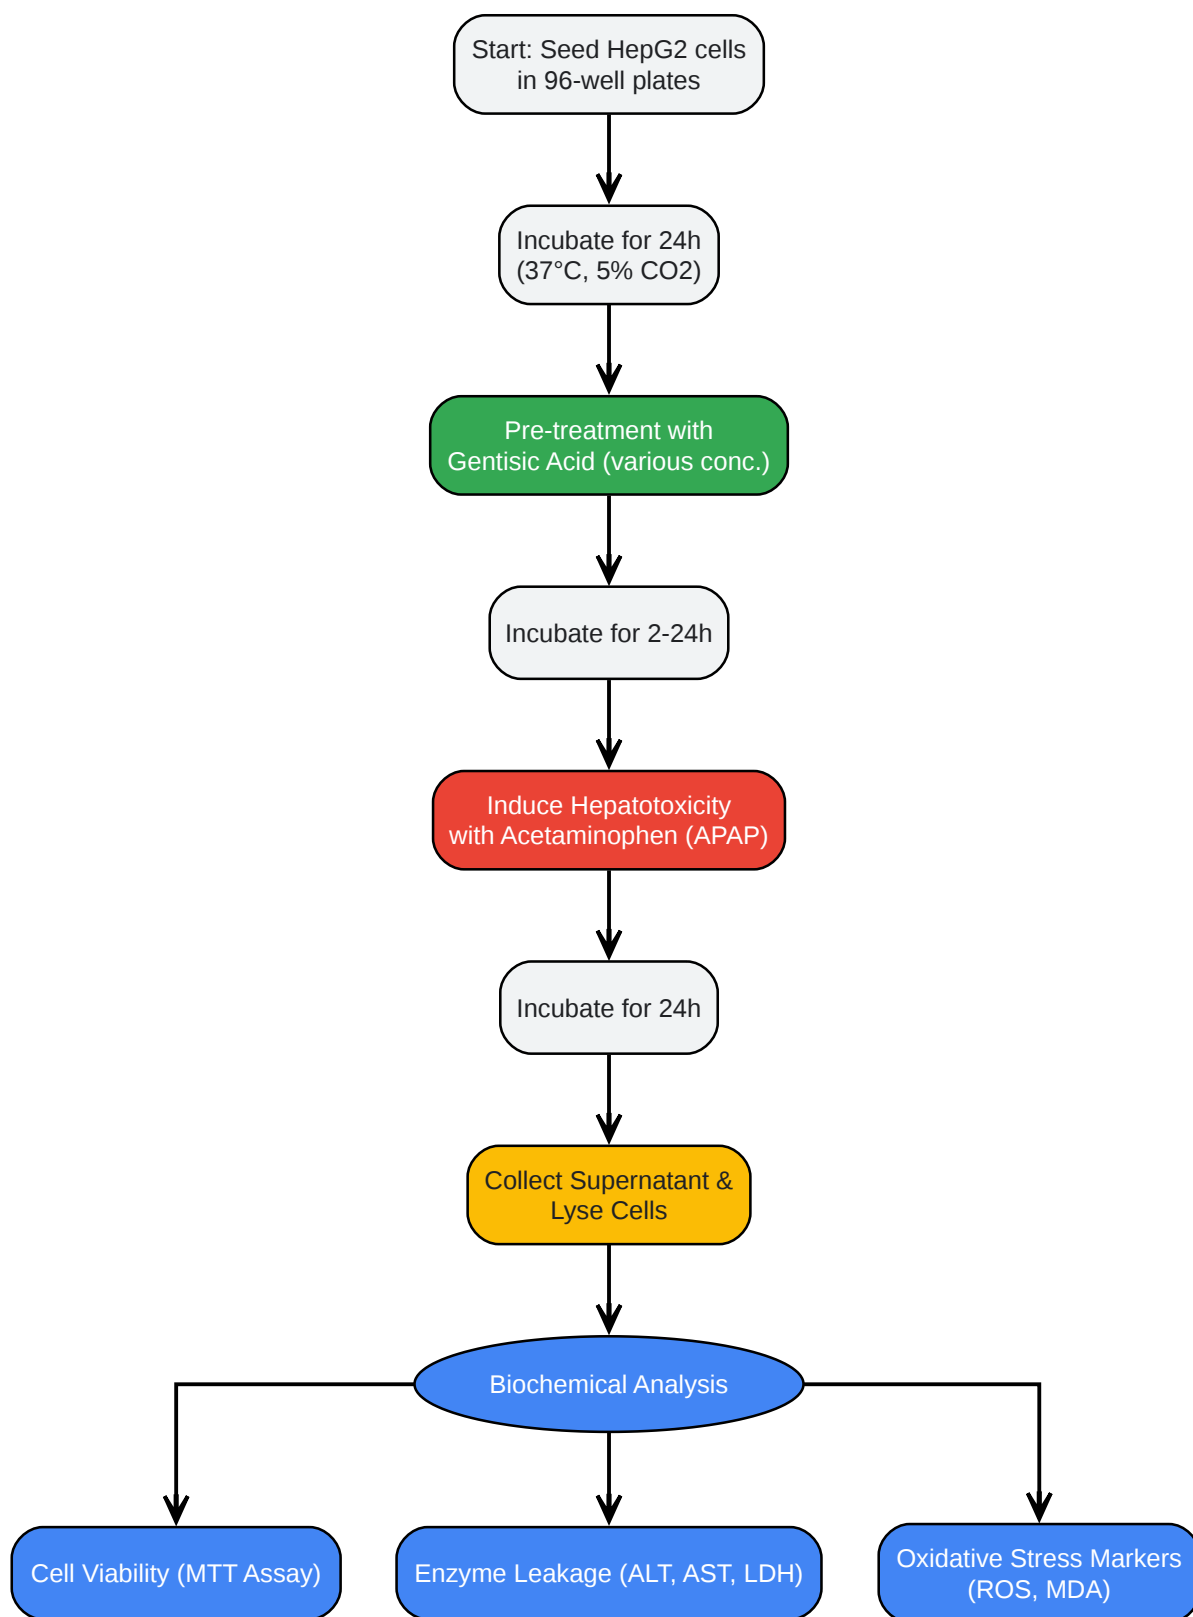 Start: Seed HepG2 cells
in 96-well plates
Incubate for 24h
(37°C, 5% CO2)
Pre-treatment with
Gentisic Acid (various conc.)
Incubate for 2-24h
Induce Hepatotoxicity
with Acetaminophen (APAP)
Incubate for 24h
Collect Supernatant &
Lyse Cells
Biochemical Analysis
Cell Viability (MTT Assay)
Enzyme Leakage (ALT, AST, LDH)
Oxidative Stress Markers
(ROS, MDA)